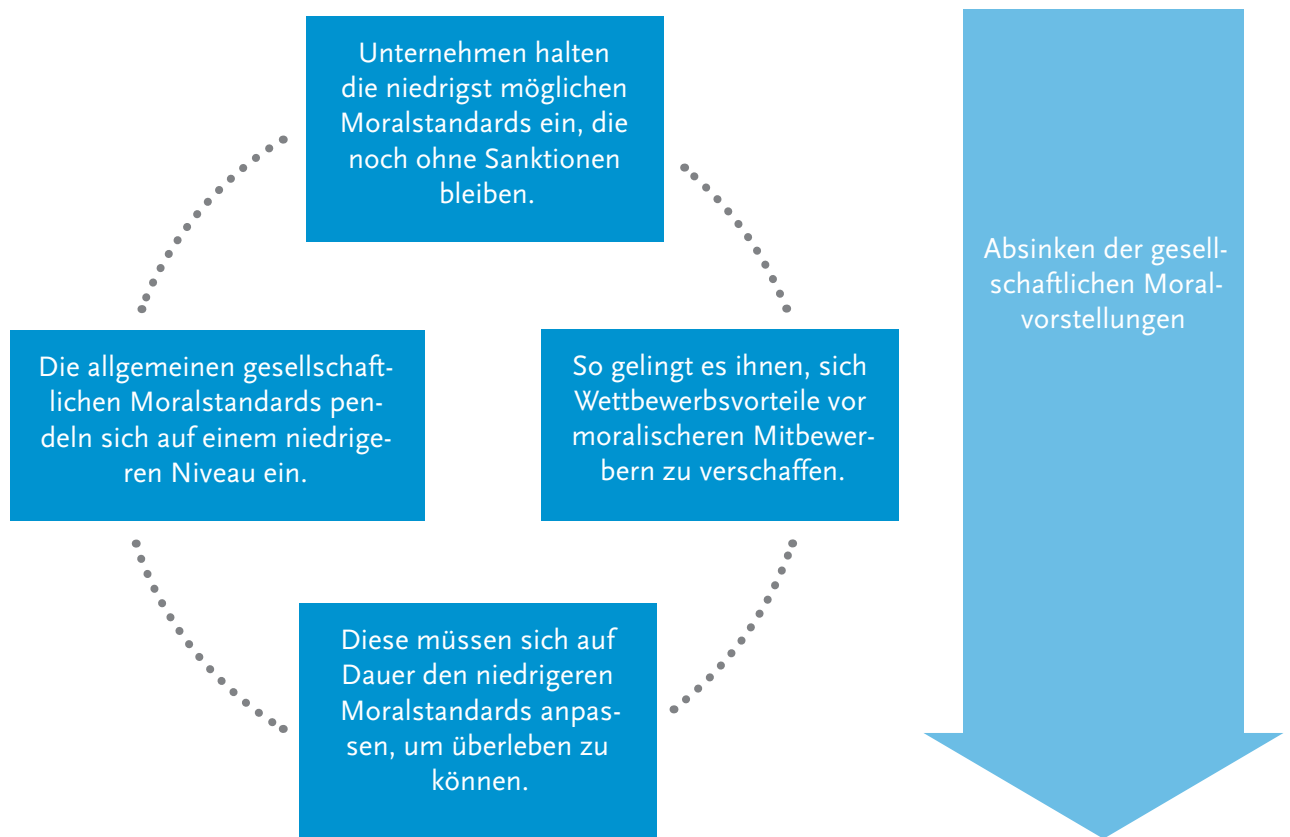 Unternehmen halten
die niedrigst möglichen
Moralstandards ein, die
noch ohne Sanktionen
bleiben.
So gelingt es ihnen, sich
Wettbewerbsvorteile vor
moralischeren Mitbewer-
bern zu verschaffen.
Diese müssen sich auf
Dauer den niedrigeren
Moralstandards anpas-
sen, um überleben zu
können.
Die allgemeinen gesellschaft-
lichen Moralstandards pen-
deln sich auf einem niedrige-
ren Niveau ein.
Absinken der gesell-
schaftlichen Moral-
vorstellungen